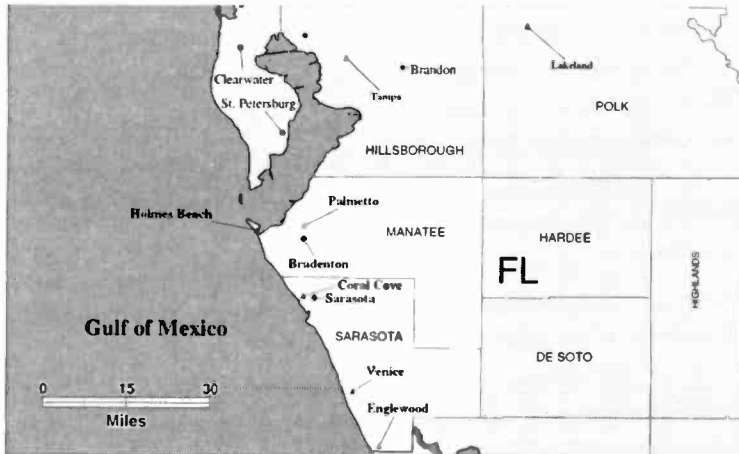 Clearwater
St. Petersburg
Tampa
Brandon
Lakeland
POLK
HILLSBOROUGH
Holmes Beach
Palmetto
MANATEE
HARDEE
HIGHLANDS
Bradenton
FL
Coral Cove
Sarasota
Gulf of Mexico
SARASOTA
DE SOTO
Venice
0 15 30
Miles
Englewood